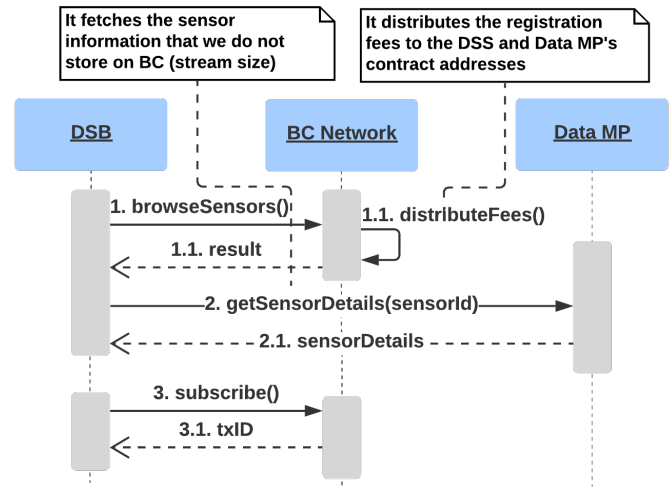 It fetches the sensor
information that we do not
store on BC (stream size)
It distributes the registration
fees to the DSS and Data MP's
contract addresses
DSB
BC Network
Data MP
1. browseSensors()
1.1. distributeFees()
1.1. result
2. getSensorDetails(sensorId)
2.1. sensorDetails
3. subscribe()
3.1. txID